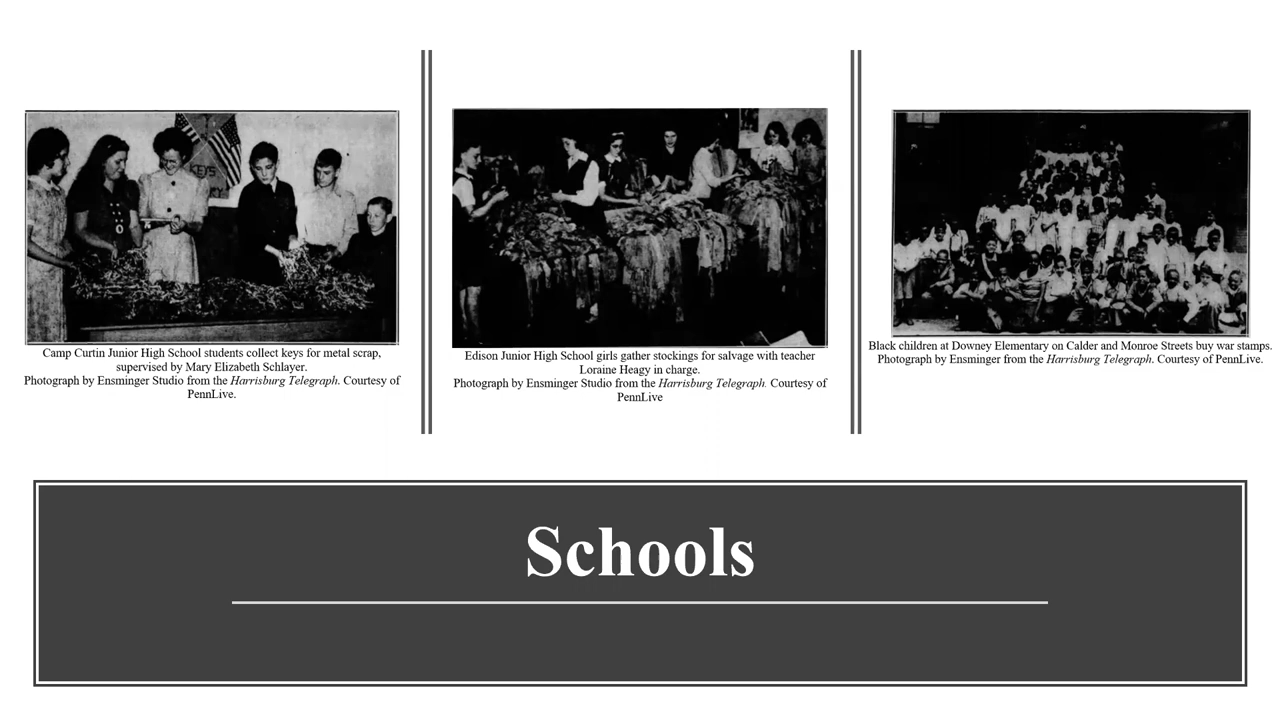 KEYS
Camp Curtin Junior High School students collect keys for metal scrap,
supervised by Mary Elizabeth Schlayer.
Photograph by Ensminger Studio from the Harrisburg Telegraph. Courtesy of
PennLive.
Edison Junior High School girls gather stockings for salvage with teacher
Loraine Heagy in charge.
Photograph by Ensminger Studio from the Harrisburg Telegraph. Courtesy of
PennLive
Black children at Downey Elementary on Calder and Monroe Streets buy war stamps.
Photograph by Ensminger from the Harrisburg Telegraph. Courtesy of PennLive.
Schools